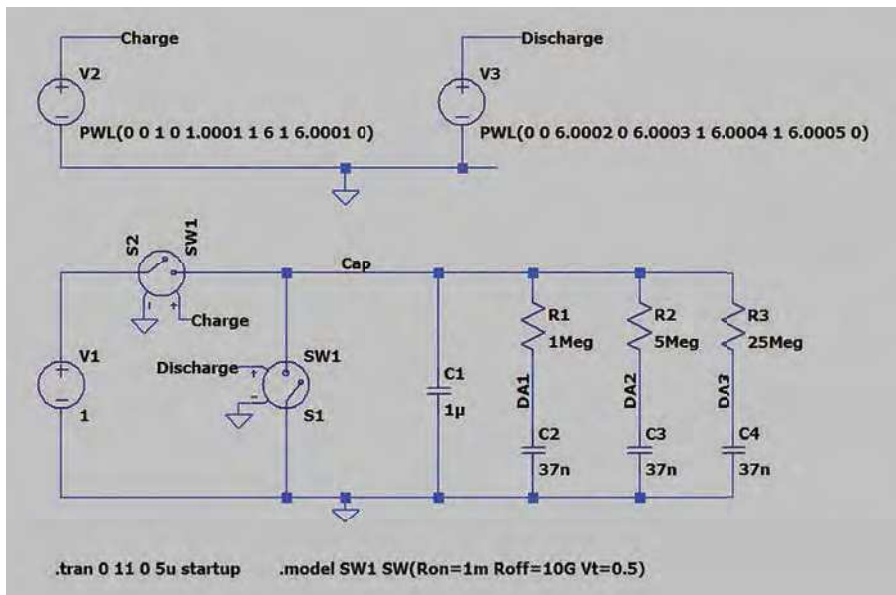 Charge
Discharge
V2
V3
PWL(0 0 1 0 1.0001 1 6 1 6.0001 0)
PWL(0 0 6.0002 0 6.0003 1 6.0004 1 6.0005 0)
S2
SW1
Cap
Charge
R1
1Meg
R2
5Meg
R3
25Meg
V1
1
Discharge
SW1
S1
C1
1µ
DA1
DA2
DA3
C2
37n
C3
37n
C4
37n
.tran 0 11 0 5u startup
.model SW1 SW(Ron=1m Roff=10G Vt=0.5)